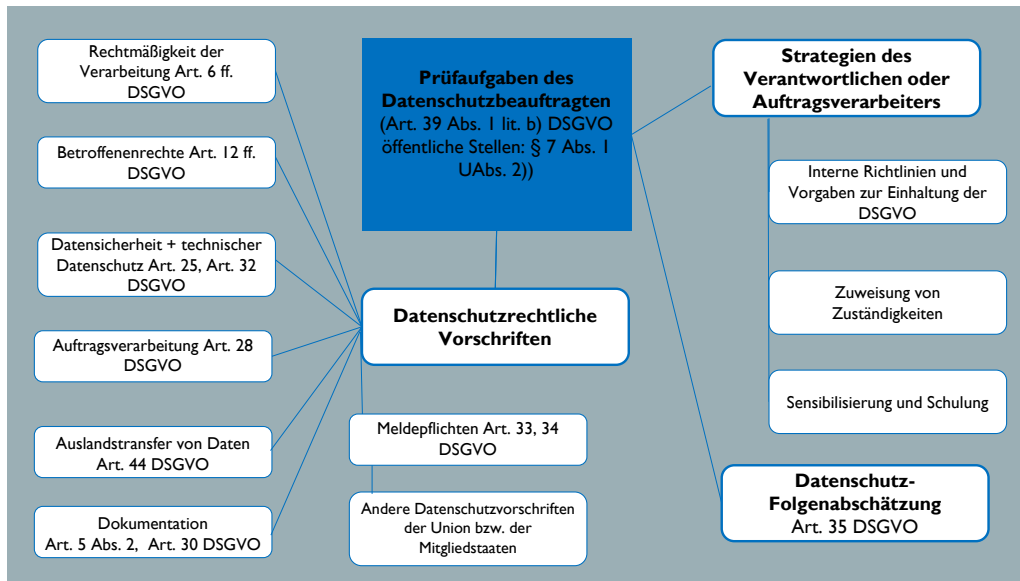 Rechtmäßigkeit der
Verarbeitung Art. 6 ff.
DSGVO
Betroffenenrechte Art. 12 ff.
DSGVO
Datensicherheit + technischer
Datenschutz Art. 25, Art. 32
DSGVO
Auftragsverarbeitung Art. 28
DSGVO
Auslandstransfer von Daten
Art. 44 DSGVO
Dokumentation
Art. 5 Abs. 2, Art. 30 DSGVO
Prüfaufgaben des
Datenschutzbeauftragten
(Art. 39 Abs. 1 lit. b) DSGVO
öffentliche Stellen: § 7 Abs. 1
UAbs. 2))
Datenschutzrechtliche
Vorschriften
Meldepflichten Art. 33, 34
DSGVO
Andere Datenschutzvorschriften
der Union bzw. der
Mitgliedstaaten
Strategien des
Verantwortlichen oder
Auftragsverarbeiters
Interne Richtlinien und
Vorgaben zur Einhaltung der
DSGVO
Zuweisung von
Zuständigkeiten
Sensibilisierung und Schulung
Datenschutz-
Folgenabschätzung
Art. 35 DSGVO